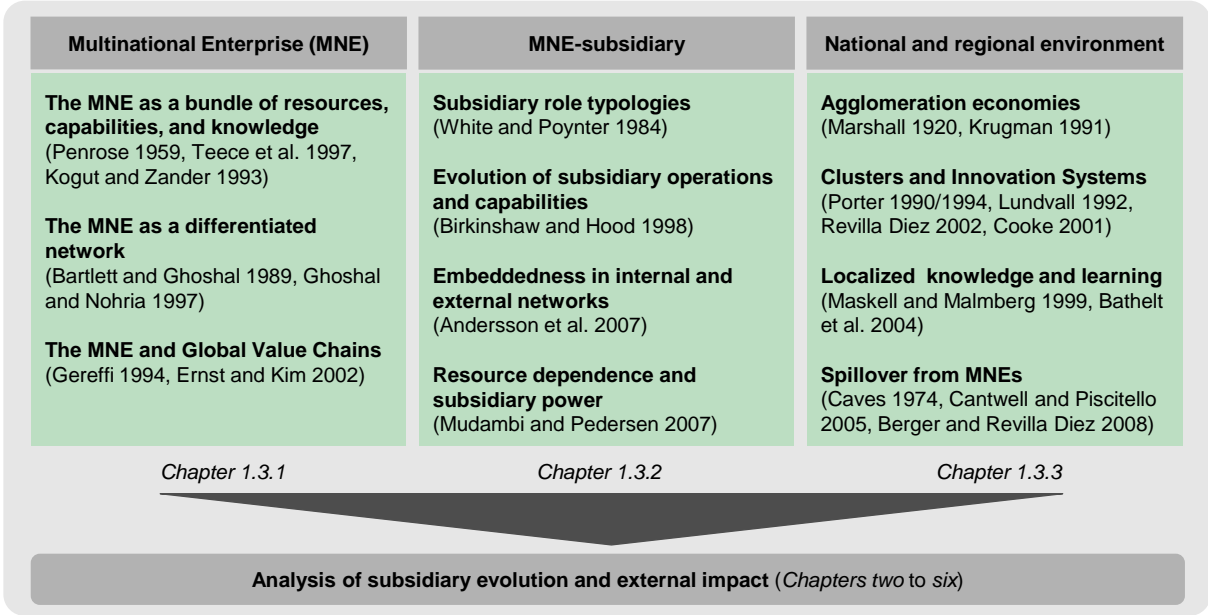 Multinational Enterprise (MNE)
The MNE as a bundle of resources,
capabilities, and knowledge
(Penrose 1959, Teece et al. 1997,
Kogut and Zander 1993)
The MNE as a differentiated
network
(Bartlett and Ghoshal 1989, Ghoshal
and Nohria 1997)
The MNE and Global Value Chains
(Gereffi 1994, Ernst and Kim 2002)
Chapter 1.3.1
MNE-subsidiary
Subsidiary role typologies
(White and Poynter 1984)
Evolution of subsidiary operations
and capabilities
(Birkinshaw and Hood 1998)
Embeddedness in internal and
external networks
(Andersson et al. 2007)
Resource dependence and
subsidiary power
(Mudambi and Pedersen 2007)
Chapter 1.3.2
National and regional environment
Agglomeration economies
(Marshall 1920, Krugman 1991)
Clusters and Innovation Systems
(Porter 1990/1994, Lundvall 1992,
Revilla Diez 2002, Cooke 2001)
Localized knowledge and learning
(Maskell and Malmberg 1999, Bathelt
et al. 2004)
Spillover from MNEs
(Caves 1974, Cantwell and Piscitello
2005, Berger and Revilla Diez 2008)
Chapter 1.3.3
Analysis of subsidiary evolution and external impact (Chapters two to six)